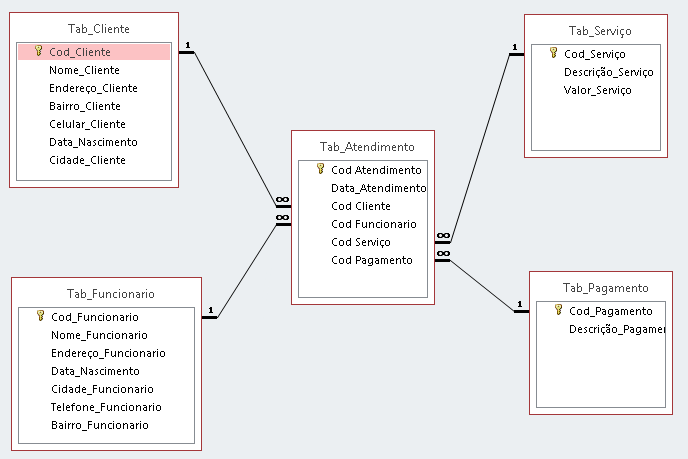 Tab_Cliente
Cod_Cliente
Nome_Cliente
Endereço_Cliente
Bairro_Cliente
Celular_Cliente
Data_Nascimento
Cidade_Cliente
1
Tab_Serviço
Cod_Serviço
Descrição_Serviço
Valor_Serviço
1
Tab_Atendimento
Cod Atendimento
Data_Atendimento
Cod Cliente
Cod Funcionario
Cod Serviço
Cod Pagamento
∞
∞
∞
∞
Tab_Funcionario
Cod_Funcionario
Nome_Funcionario
Endereço_Funcionario
Data_Nascimento
Cidade_Funcionario
Telefone_Funcionario
Bairro_Funcionario
1
Tab_Pagamento
Cod_Pagamento
Descrição_Pagamer
1